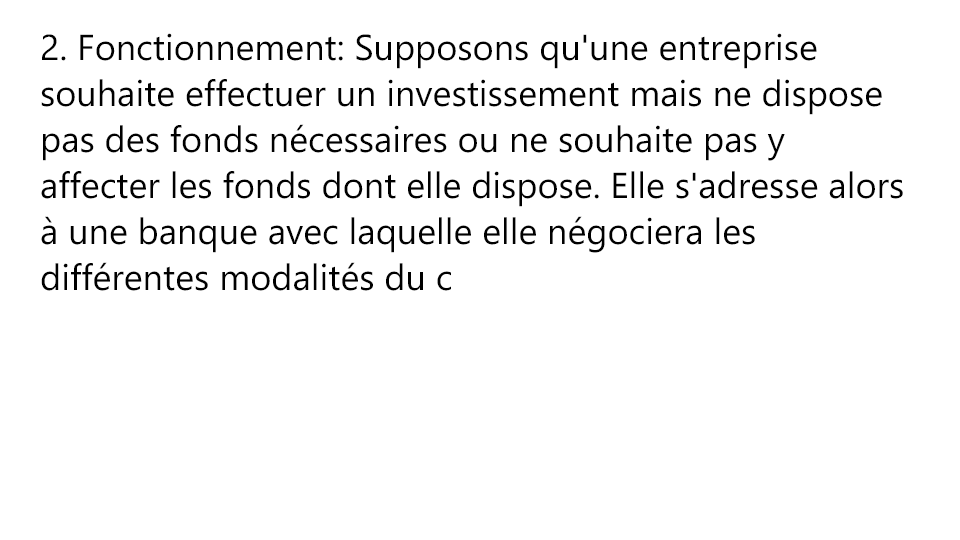 2. Fonctionnement: Supposons qu'une entreprise
souhaite effectuer un investissement mais ne dispose
pas des fonds nécessaires ou ne souhaite pas y
affecter les fonds dont elle dispose. Elle s'adresse alors
à une banque avec laquelle elle négociera les
différentes modalités du c